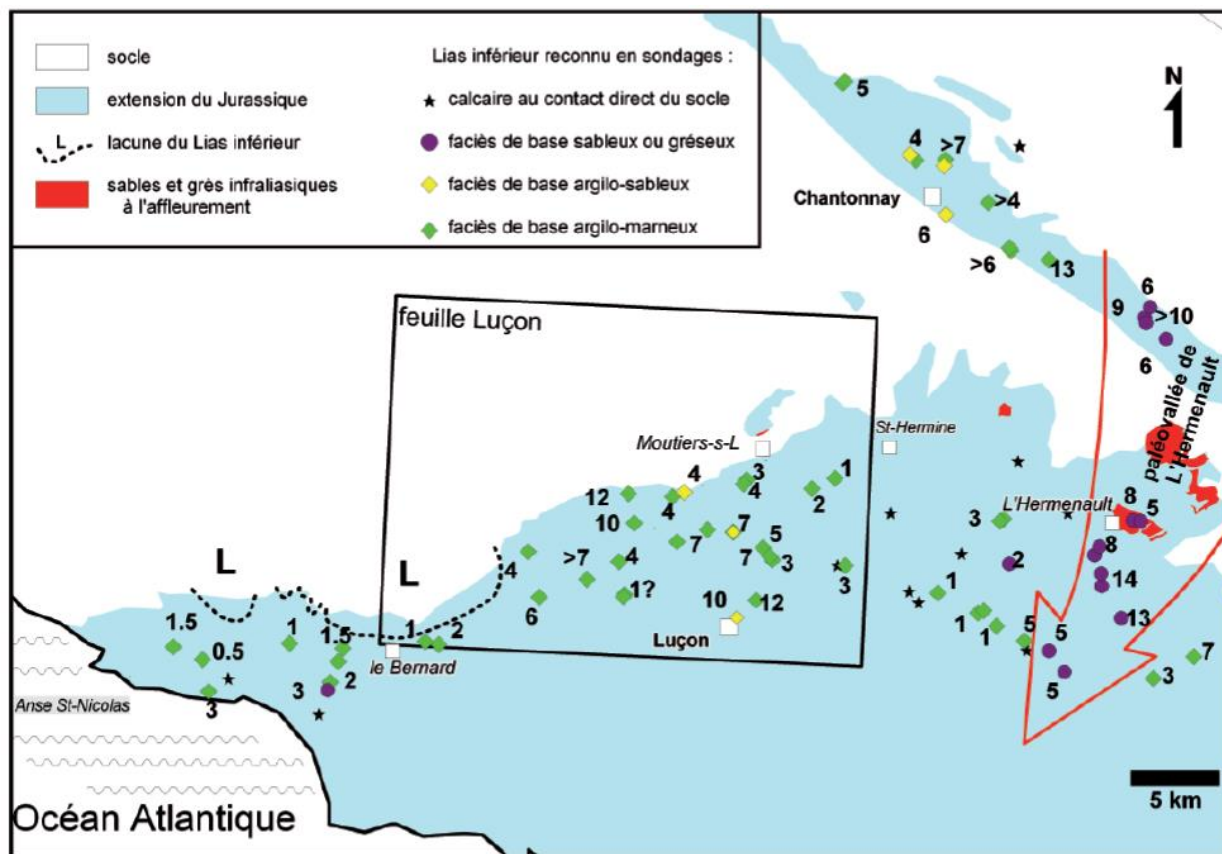 socle
extension du Jurassique
L
lacune du Lias inférieur
sables et grès infraliasiques
à l'affleurement
Lias inférieur reconnu en sondages :
calcaire au contact direct du socle
faciès de base sableux ou gréseux
faciès de base argilo-sableux
faciès de base argilo-marneux
N
5
4
>7
Chantonnay
>4
6
>6
13
6
9
>10
6
paléovallée de
L'Hermenault
feuille Luçon
Moutiers-s-L
St-Hermine
L'Hermenault
12
4
4
3
4
1
2
10
7
7
5
7
3
3
4
>7
4
1?
6
10
12
Luçon
3
8
5
2
8
14
13
1
1
1
5
5
5
3
7
L
L
1.5
0.5
3
1
1.5
2
3
1
2
le Bernard
Anse St-Nicolas
Océan Atlantique
5 km